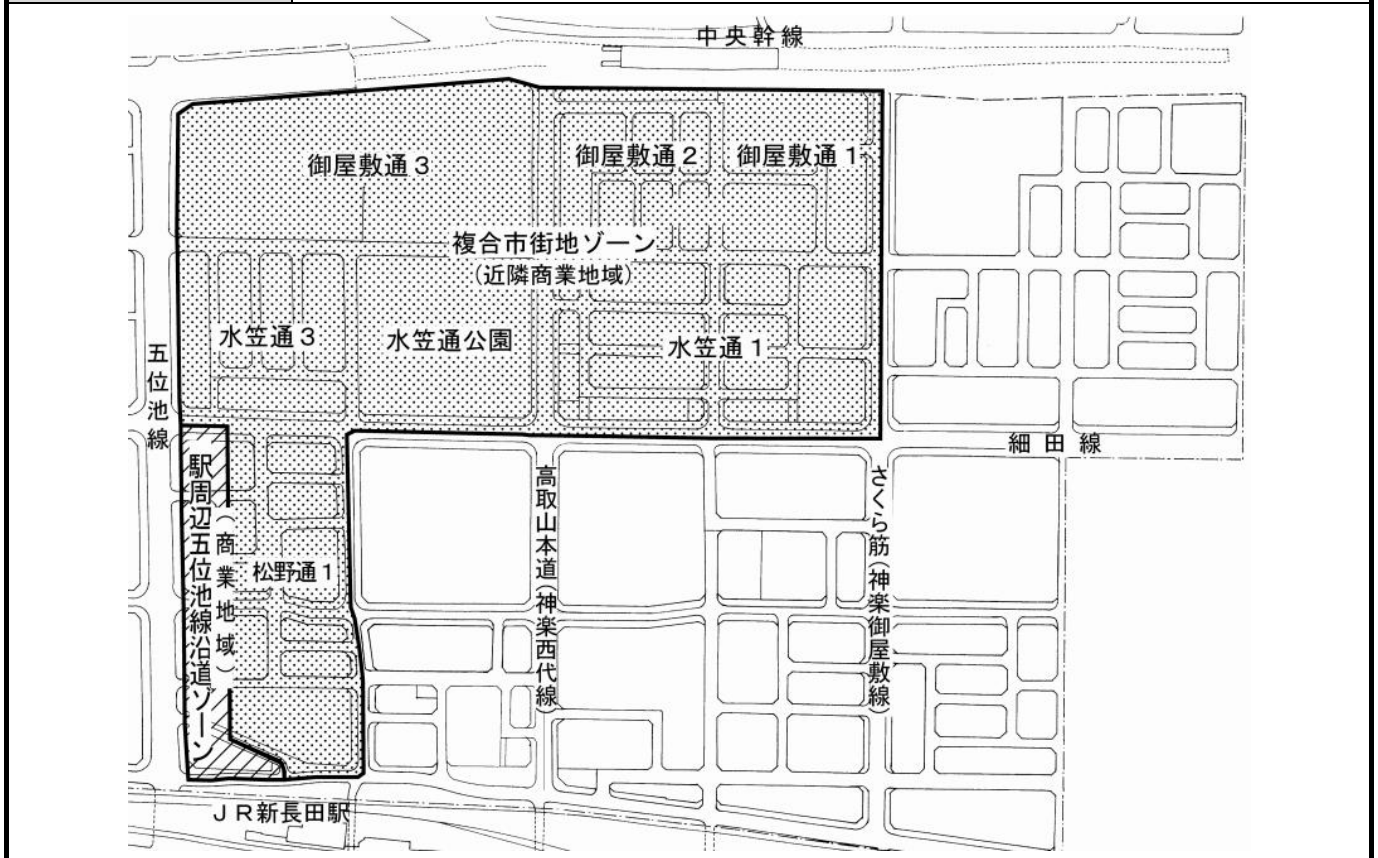 中央幹線
御屋敷通３
御屋敷通２
御屋敷通１
複合市街地ゾーン
（近隣商業地域）
水笠通３
水笠通公園
水笠通１
五位池線
細田線
駅周辺五位池線沿道ゾーン
（商業地域）
松野通１
高取山本道（神楽西代線）
さくら筋（神楽御屋敷線）
ＪＲ新長田駅